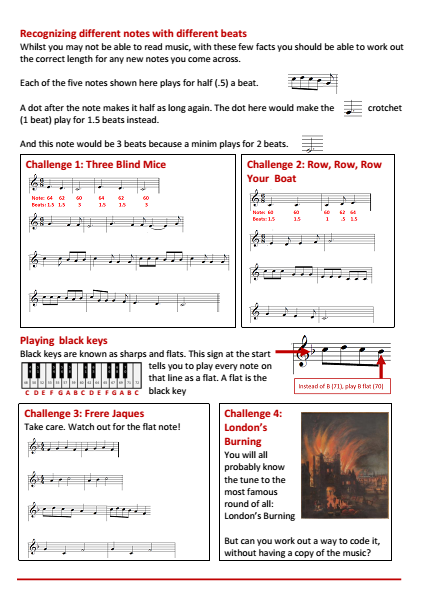 Recognizing different notes with different beats
Whilst you may not be able to read music, with these few facts you should be able to work out
the correct length for any new notes you come across.
Each of the five notes shown here plays for half (.5) a beat.
A dot after the note makes it half as long again. The dot here would make the crotchet
(1 beat) play for 1.5 beats instead.
And this note would be 3 beats because a minim plays for 2 beats.
Challenge 1: Three Blind Mice
Note: 64 62 60 64 62 60
Beats: 1.5 1.5 3 1.5 1.5 3
Challenge 2: Row, Row, Row
Your Boat
Note: 60 60 60 62 64
Beats: 1.5 1.5 1 .5 1.5
Playing black keys
Black keys are known as sharps and flats. This sign at the start
tells you to play every note on
that line as a flat. A flat is the
black key
C D E F G A B C D E F G A B C
Instead of B (71), play B flat (70)
Challenge 3: Frere Jaques
Take care. Watch out for the flat note!
Challenge 4:
London's
Burning
You will all
probably know
the tune to the
most famous
round of all:
London's Burning
But can you work out a way to code it,
without having a copy of the music?